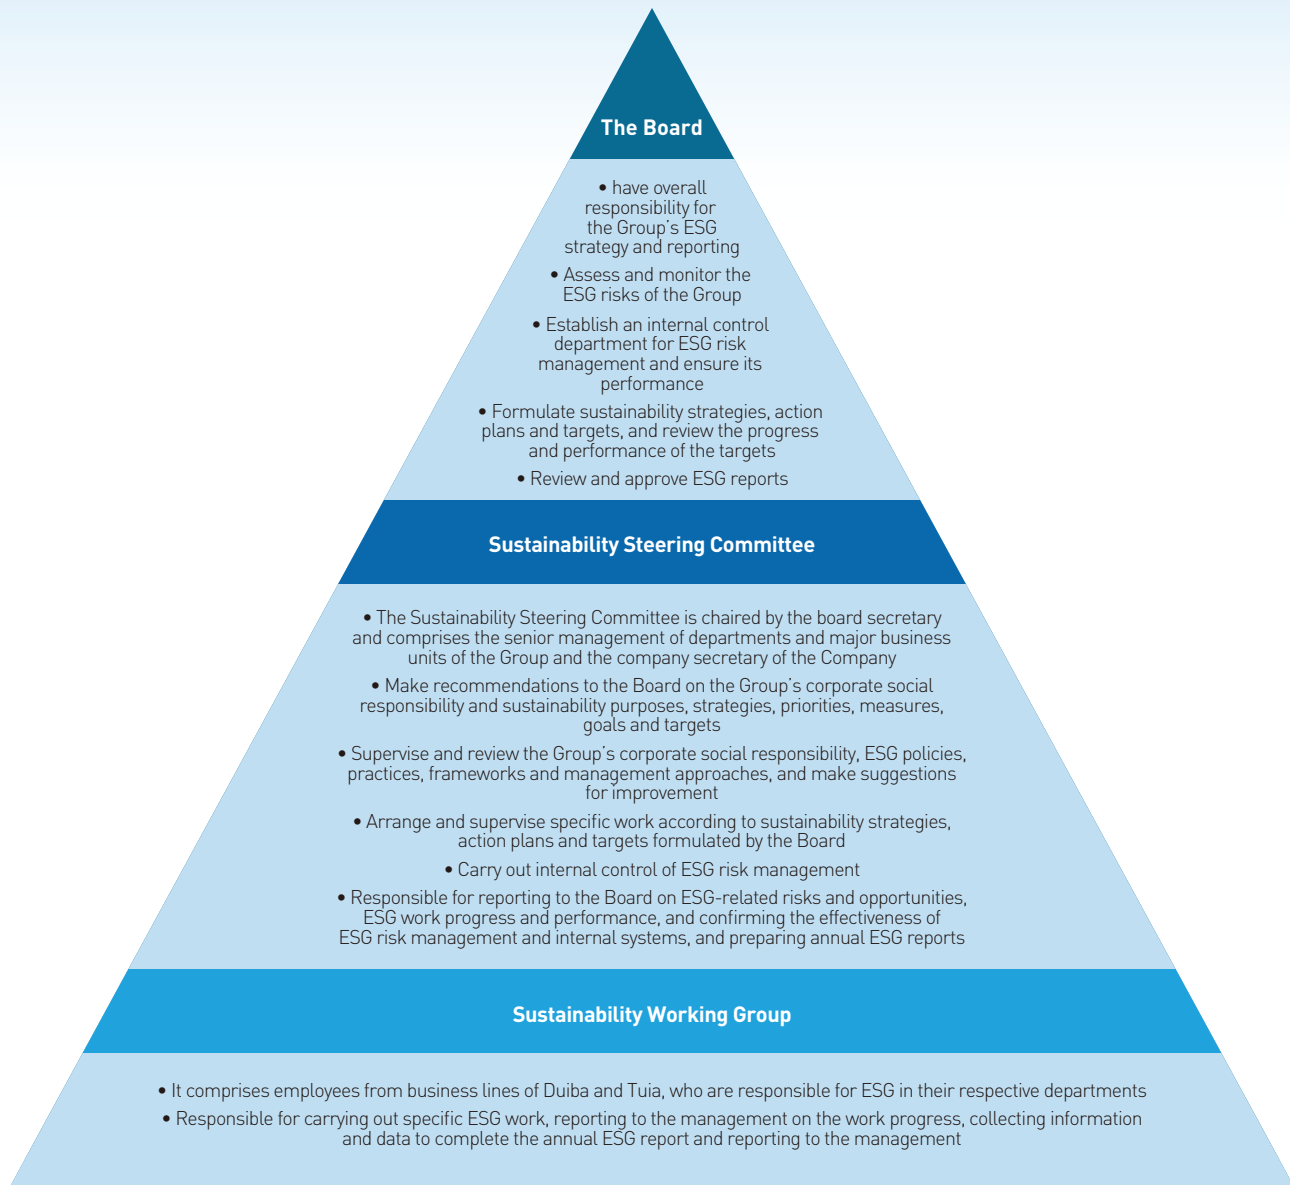 The Board
• have overall
responsibility for
the Group's ESG
strategy and reporting
• Assess and monitor the
ESG risks of the Group
• Establish an internal control
department for ESG risk
management and ensure its
performance
• Formulate sustainability strategies, action
plans and targets, and review the progress
and performance of the targets
• Review and approve ESG reports
Sustainability Steering Committee
• The Sustainability Steering Committee is chaired by the board secretary
and comprises the senior management of departments and major business
units of the Group and the company secretary of the Company
• Make recommendations to the Board on the Group's corporate social
responsibility and sustainability purposes, strategies, priorities, measures,
goals and targets
• Supervise and review the Group's corporate social responsibility, ESG policies,
practices, frameworks and management approaches, and make suggestions
for improvement
• Arrange and supervise specific work according to sustainability strategies,
action plans and targets formulated by the Board
• Carry out internal control of ESG risk management
• Responsible for reporting to the Board on ESG-related risks and opportunities,
ESG work progress and performance, and confirming the effectiveness of
ESG risk management and internal systems, and preparing annual ESG reports
Sustainability Working Group
• It comprises employees from business lines of Duiba and Tuia, who are responsible for ESG in their respective departments
• Responsible for carrying out specific ESG work, reporting to the management on the work progress, collecting information
and data to complete the annual ESG report and reporting to the management